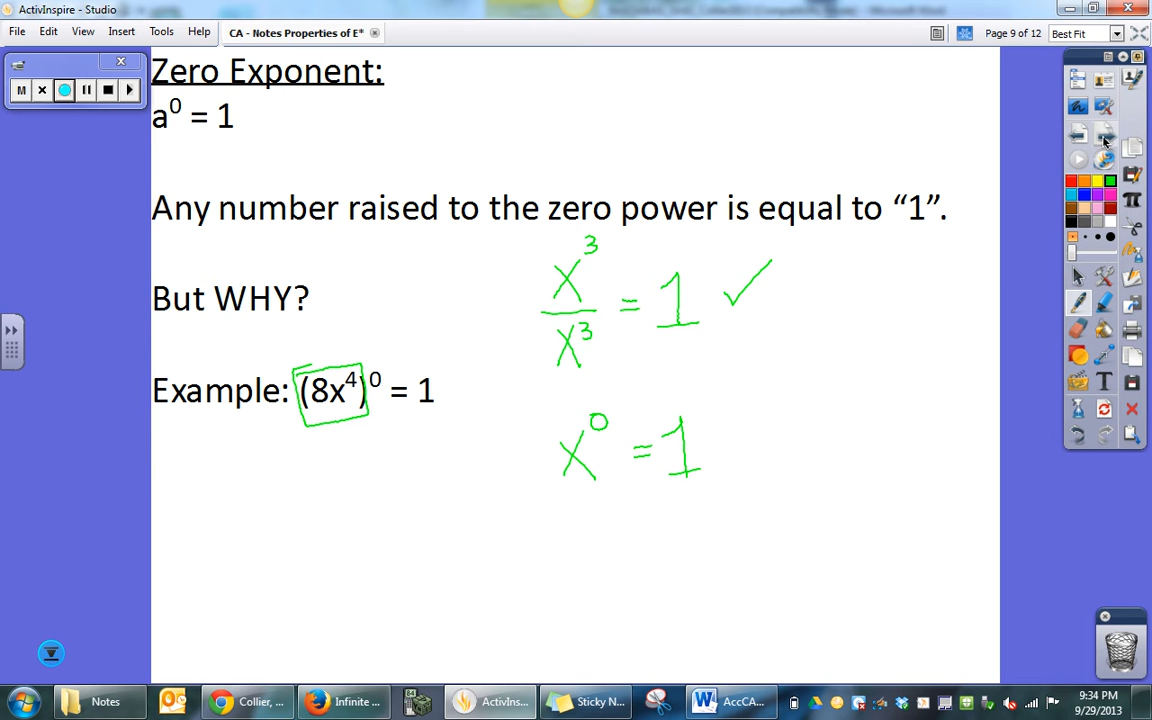 ActivInspire - Studio
File Edit View Insert Tools Help
CA - Notes Properties of E*
Page 9 of 12
Best Fit
M
Zero Exponent:
a⁰ = 1
Any number raised to the zero power is equal to “1”.
x³/x³ = 1 ✓
But WHY?
Example: (8x⁴)⁰ = 1
x⁰ = 1
Notes
Collier, ...
Infinite ...
ActivIns...
Sticky N...
AccCA...
9:34 PM
9/29/2013